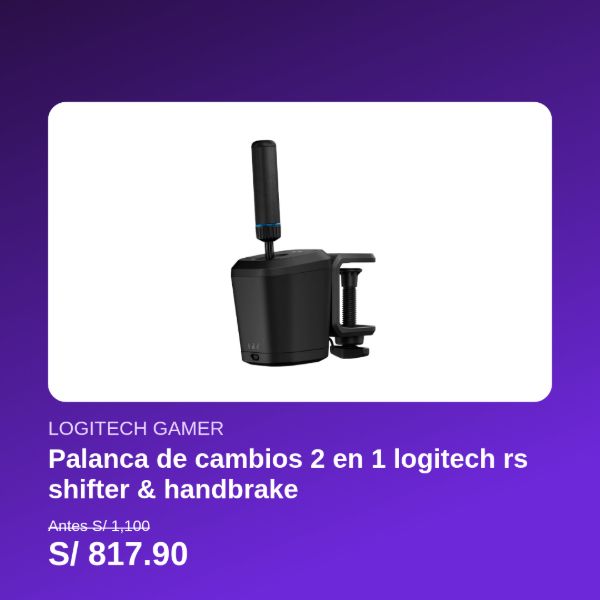 LOGITECH GAMER
Palanca de cambios 2 en 1 logitech rs
shifter & handbrake
Antes S/ 1,100
S/ 817.90